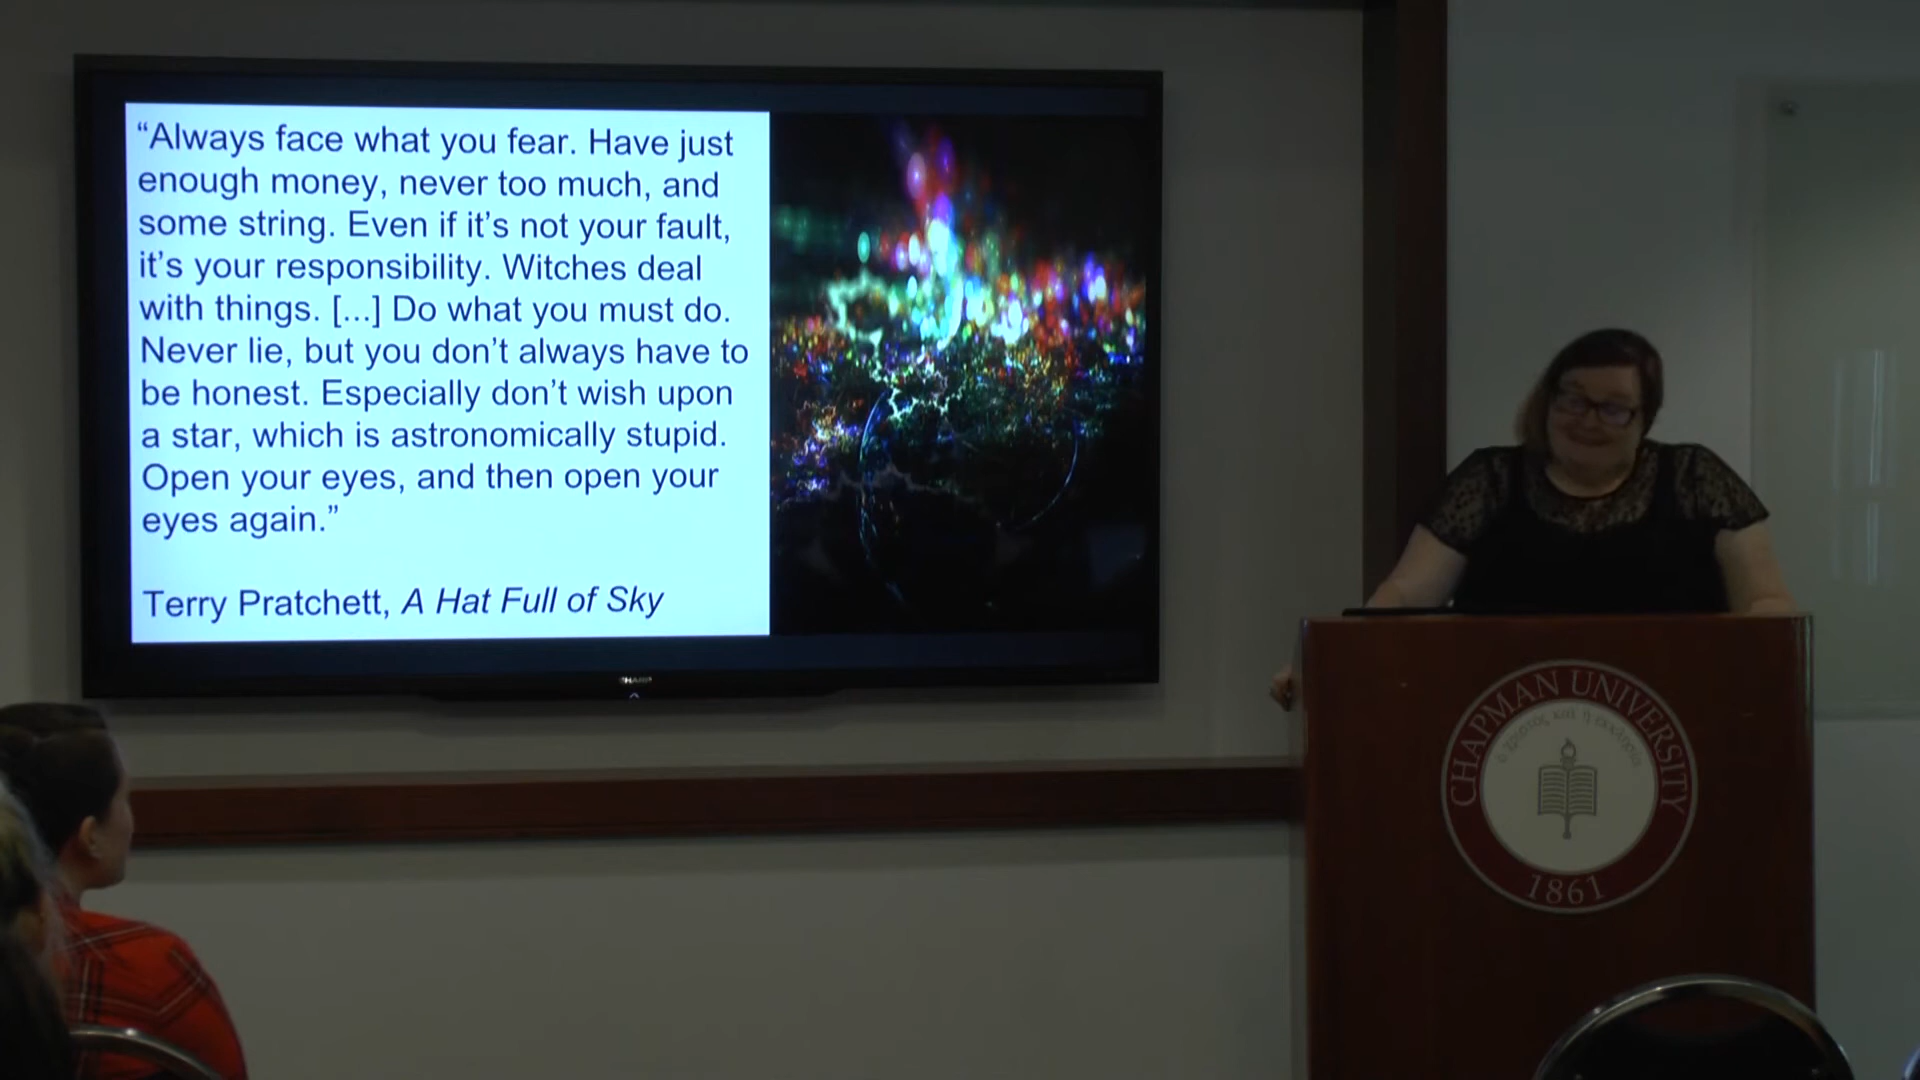 “Always face what you fear. Have just
enough money, never too much, and
some string. Even if it’s not your fault,
it’s your responsibility. Witches deal
with things. [...] Do what you must do.
Never lie, but you don’t always have to
be honest. Especially don’t wish upon
a star, which is astronomically stupid.
Open your eyes, and then open your
eyes again.”
Terry Pratchett, A Hat Full of Sky
SHARP
CHAPMAN UNIVERSITY
1861